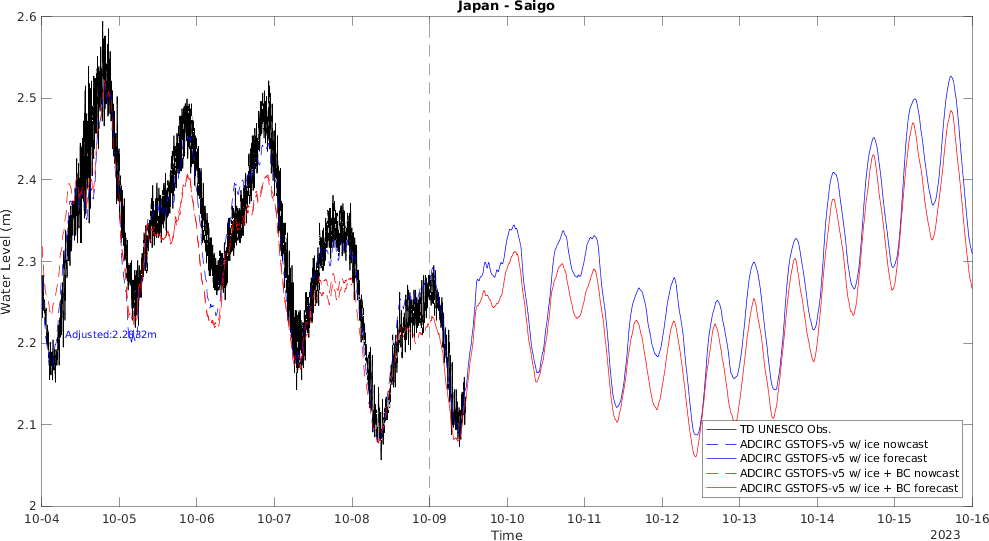 Japan - Saigo
2.6
2.5
2.4
2.3
2.2
2.1
2
Water Level (m)
Adjusted:2.2832m
TD UNESCO Obs.
ADCIRC GSTOFS-v5 w/ ice nowcast
ADCIRC GSTOFS-v5 w/ ice forecast
ADCIRC GSTOFS-v5 w/ ice + BC nowcast
ADCIRC GSTOFS-v5 w/ ice + BC forecast
10-04 10-05 10-06 10-07 10-08 10-09 10-10 10-11 10-12 10-13 10-14 10-15 10-16
Time
2023